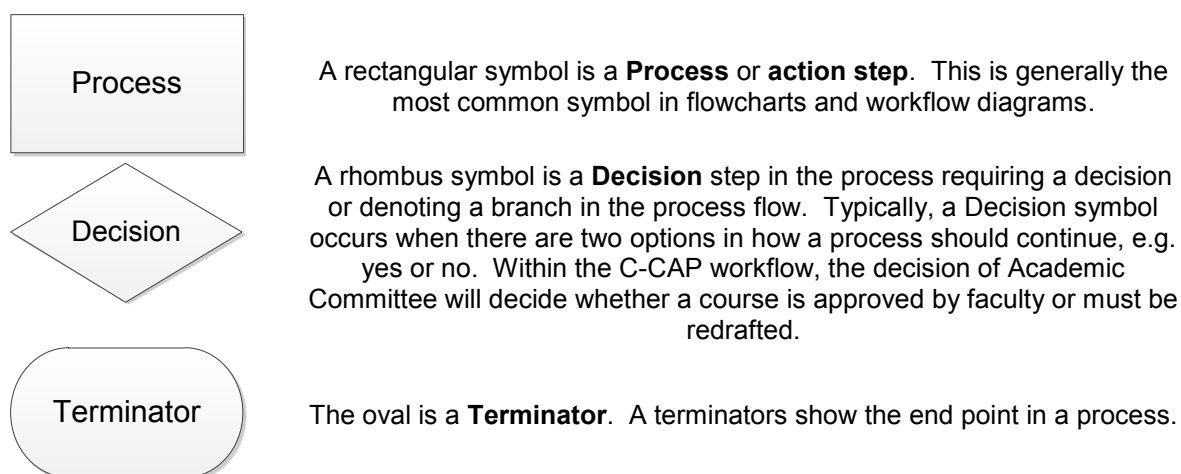 Process
A rectangular symbol is a Process or action step. This is generally the
most common symbol in flowcharts and workflow diagrams.
Decision
A rhombus symbol is a Decision step in the process requiring a decision
or denoting a branch in the process flow. Typically, a Decision symbol
occurs when there are two options in how a process should continue, e.g.
yes or no. Within the C-CAP workflow, the decision of Academic
Committee will decide whether a course is approved by faculty or must be
redrafted.
Terminator
The oval is a Terminator. A terminators show the end point in a process.